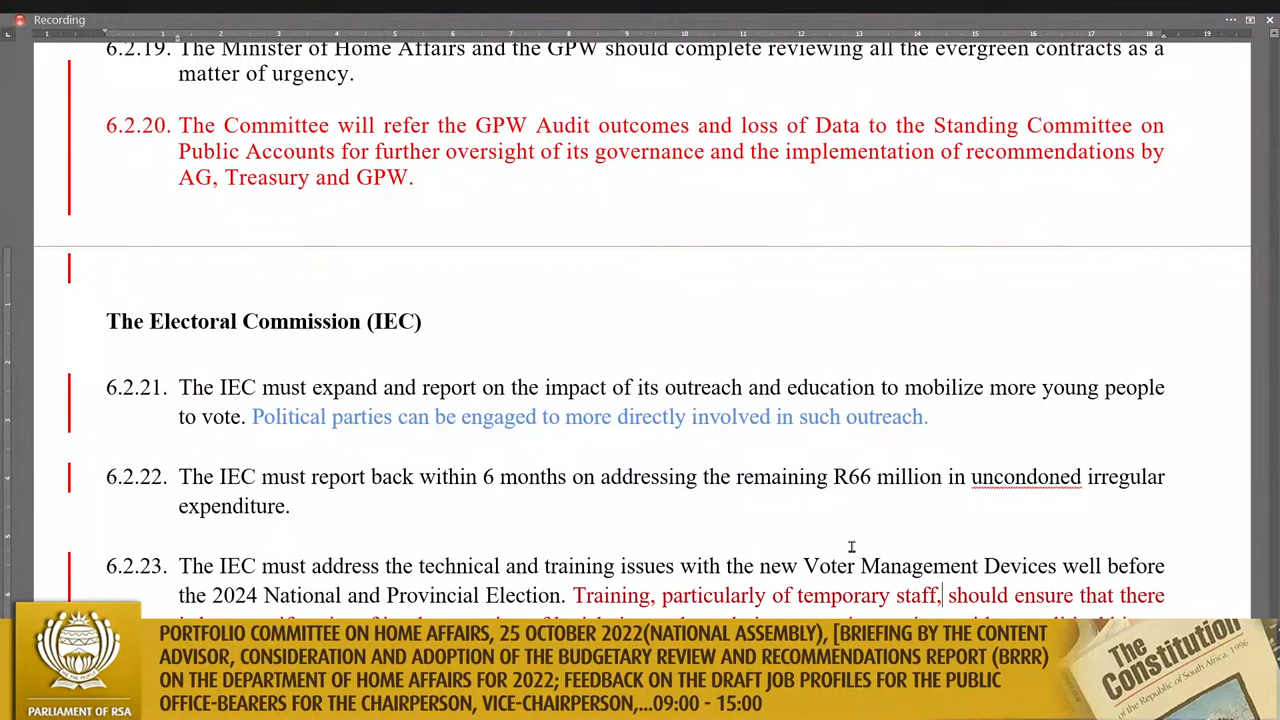 Recording
6.2.19. The Minister of Home Affairs and the GPW should complete reviewing all the evergreen contracts as a
matter of urgency.
6.2.20. The Committee will refer the GPW Audit outcomes and loss of Data to the Standing Committee on
Public Accounts for further oversight of its governance and the implementation of recommendations by
AG, Treasury and GPW.
The Electoral Commission (IEC)
6.2.21. The IEC must expand and report on the impact of its outreach and education to mobilize more young people
to vote. Political parties can be engaged to more directly involved in such outreach.
6.2.22. The IEC must report back within 6 months on addressing the remaining R66 million in uncondoned irregular
expenditure.
6.2.23. The IEC must address the technical and training issues with the new Voter Management Devices well before
the 2024 National and Provincial Election. Training, particularly of temporary staff, should ensure that there
PORTFOLIO COMMITTEE ON HOME AFFAIRS, 25 OCTOBER 2022(NATIONAL ASSEMBLY), [BRIEFING BY THE CONTENT
ADVISOR, CONSIDERATION AND ADOPTION OF THE BUDGETARY REVIEW AND RECOMMENDATIONS REPORT (BRRR)
ON THE DEPARTMENT OF HOME AFFAIRS FOR 2022; FEEDBACK ON THE DRAFT JOB PROFILES FOR THE PUBLIC
OFFICE-BEARERS FOR THE CHAIRPERSON, VICE-CHAIRPERSON,...09:00 - 15:00
PARLIAMENT OF RSA
The
Constitution
of the Republic of South Africa, 1996